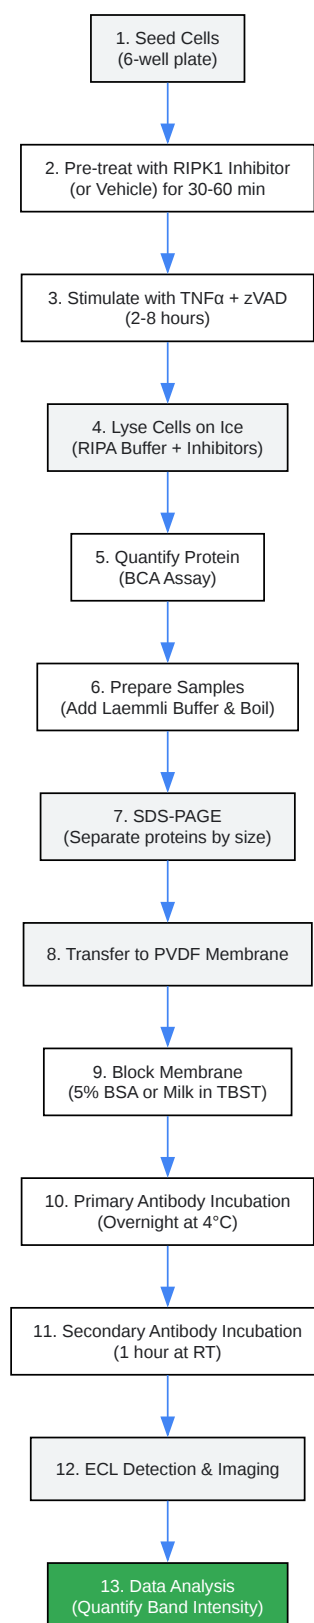 1. Seed Cells
(6-well plate)
2. Pre-treat with RIPK1 Inhibitor
(or Vehicle) for 30-60 min
3. Stimulate with TNFα + zVAD
(2-8 hours)
4. Lyse Cells on Ice
(RIPA Buffer + Inhibitors)
5. Quantify Protein
(BCA Assay)
6. Prepare Samples
(Add Laemmli Buffer & Boil)
7. SDS-PAGE
(Separate proteins by size)
8. Transfer to PVDF Membrane
9. Block Membrane
(5% BSA or Milk in TBST)
10. Primary Antibody Incubation
(Overnight at 4°C)
11. Secondary Antibody Incubation
(1 hour at RT)
12. ECL Detection & Imaging
13. Data Analysis
(Quantify Band Intensity)